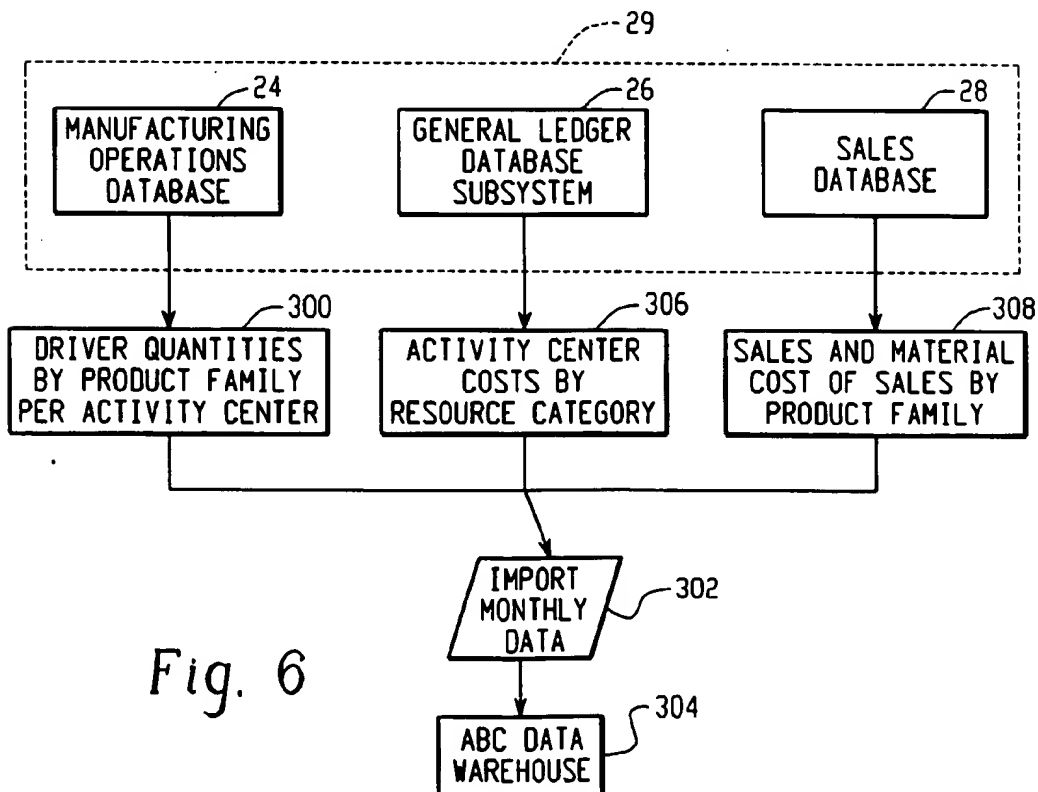 29
24
26
28
MANUFACTURING
OPERATIONS
DATABASE
GENERAL LEDGER
DATABASE
SUBSYSTEM
SALES
DATABASE
300
306
308
DRIVER QUANTITIES
BY PRODUCT FAMILY
PER ACTIVITY CENTER
ACTIVITY CENTER
COSTS BY
RESOURCE CATEGORY
SALES AND MATERIAL
COST OF SALES BY
PRODUCT FAMILY
IMPORT
MONTHLY
DATA
302
Fig. 6
304
ABC DATA
WAREHOUSE